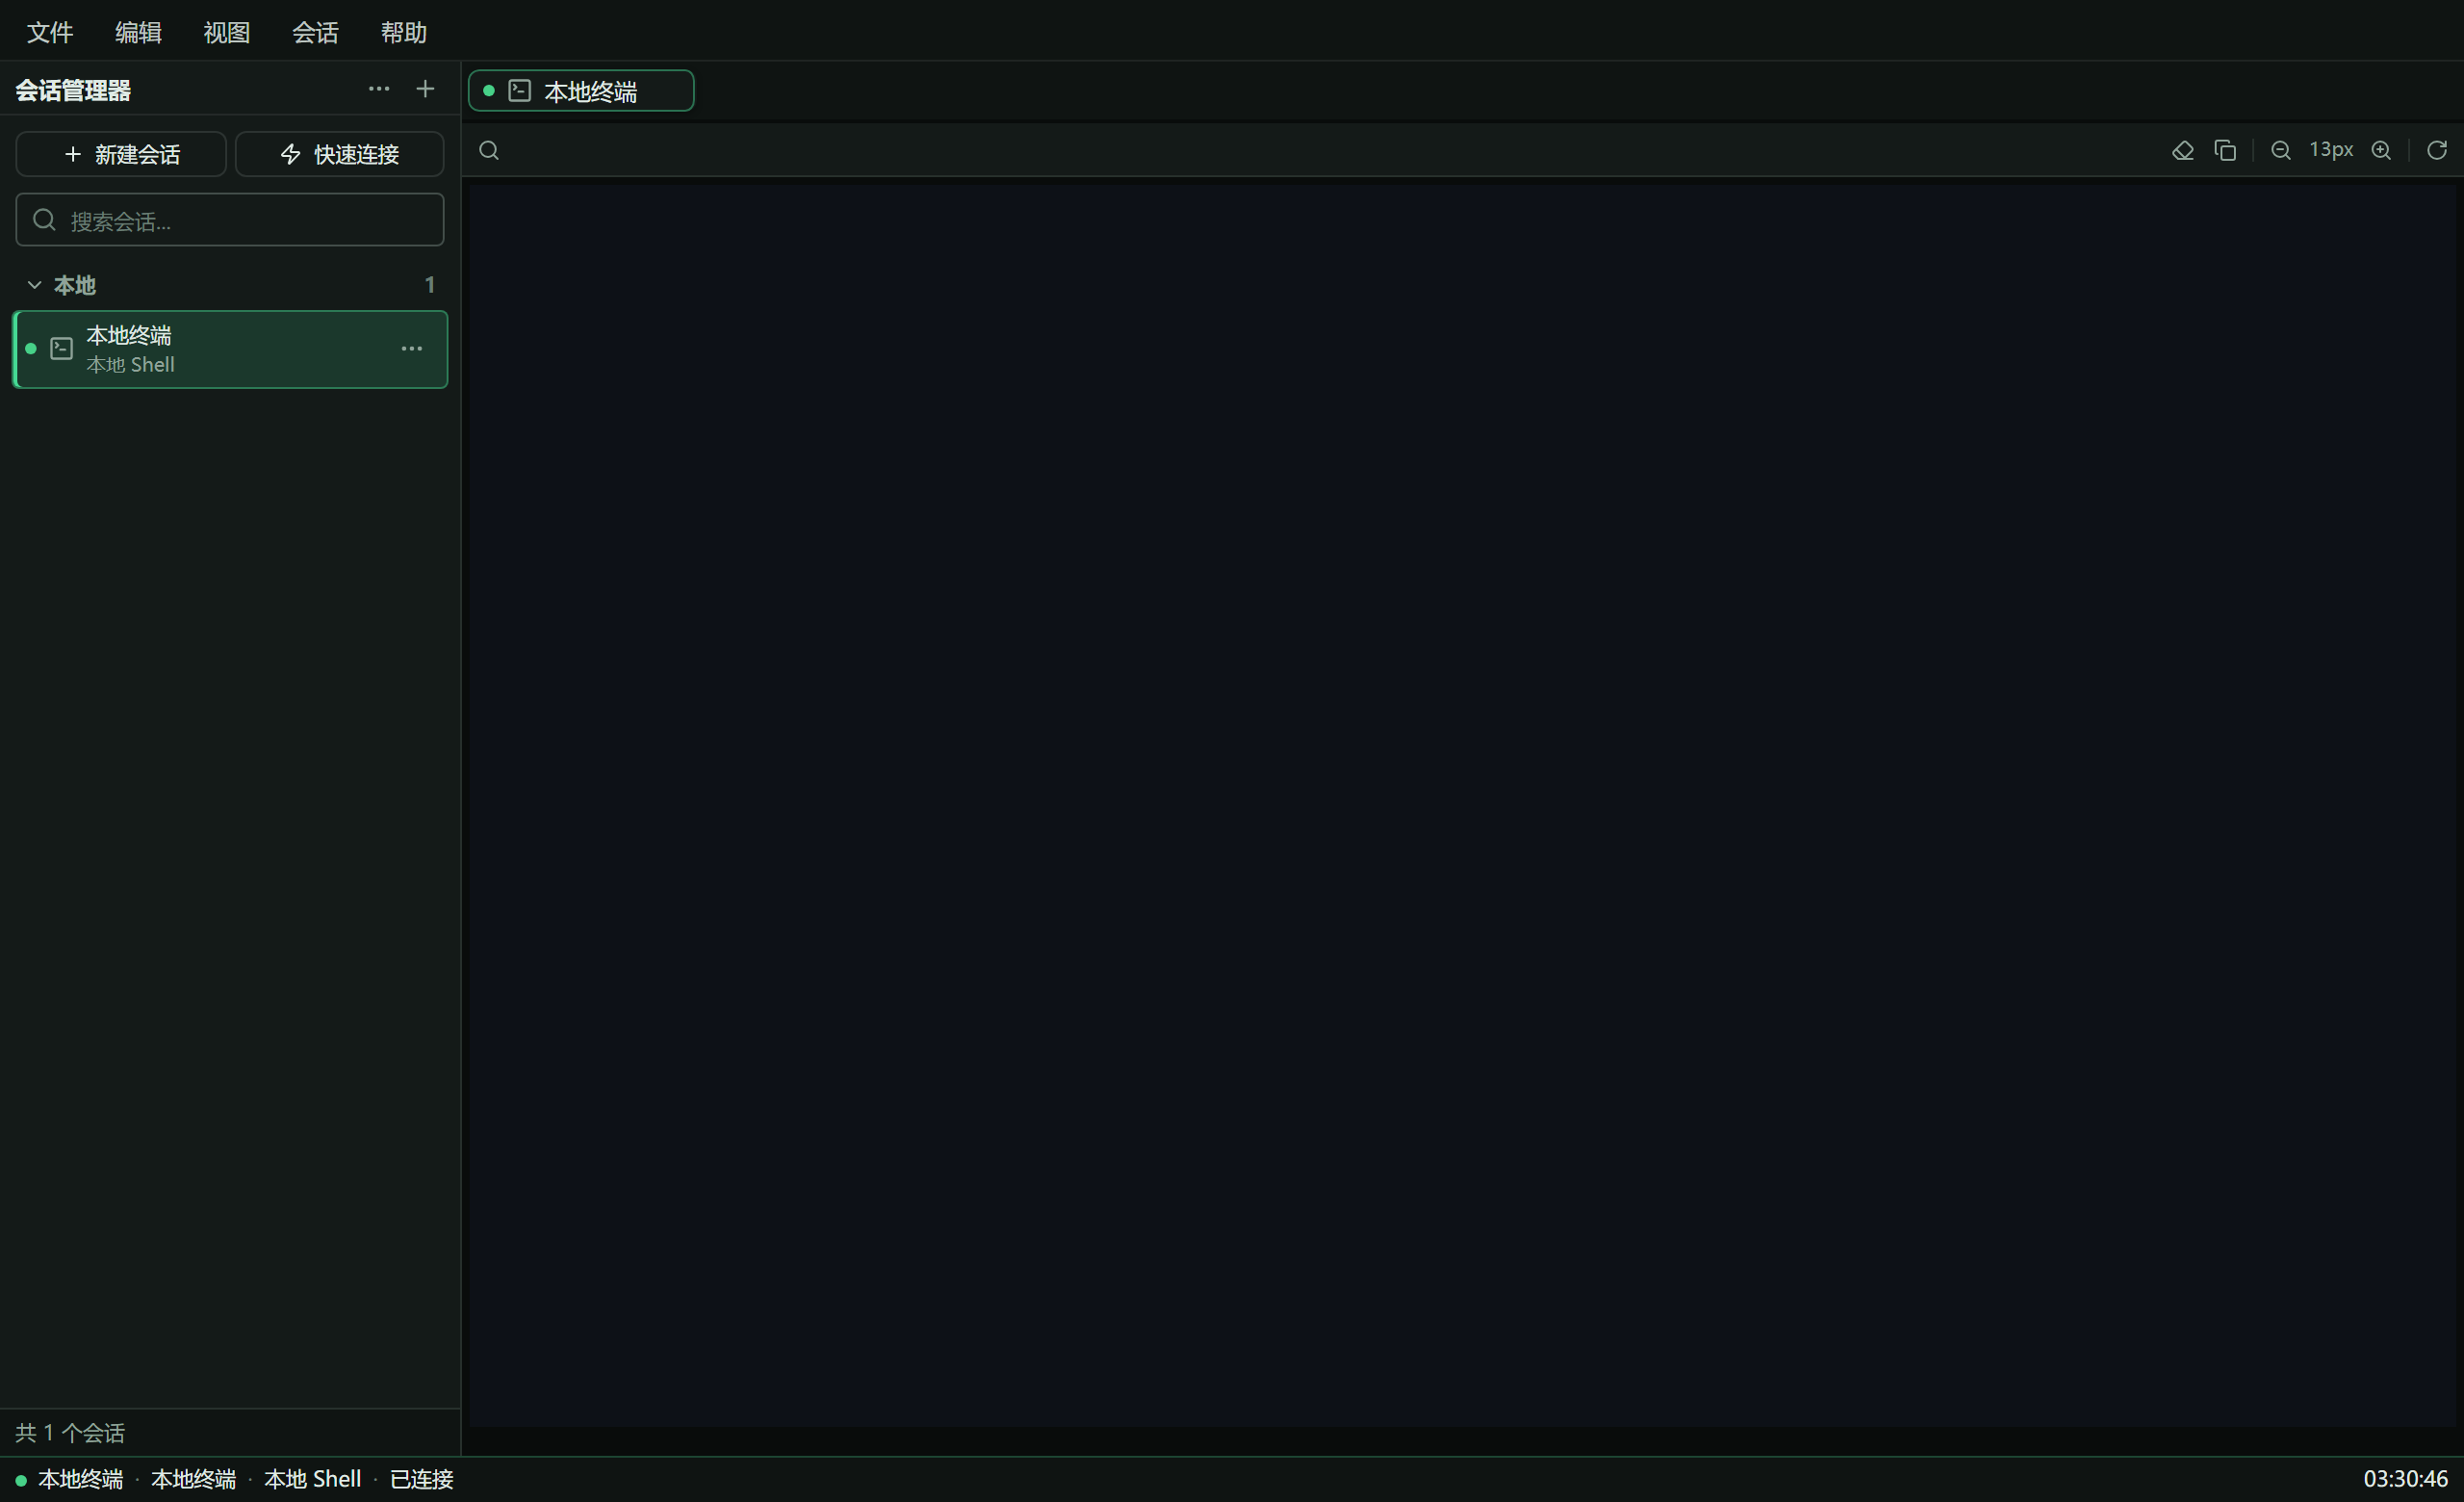 文件 编辑 视图 会话 帮助
会话管理器
本地终端
新建会话 快速连接
13px
搜索会话...
本地 1
本地终端
本地 Shell
共 1 个会话
本地终端 · 本地终端 · 本地 Shell · 已连接
03:30:46